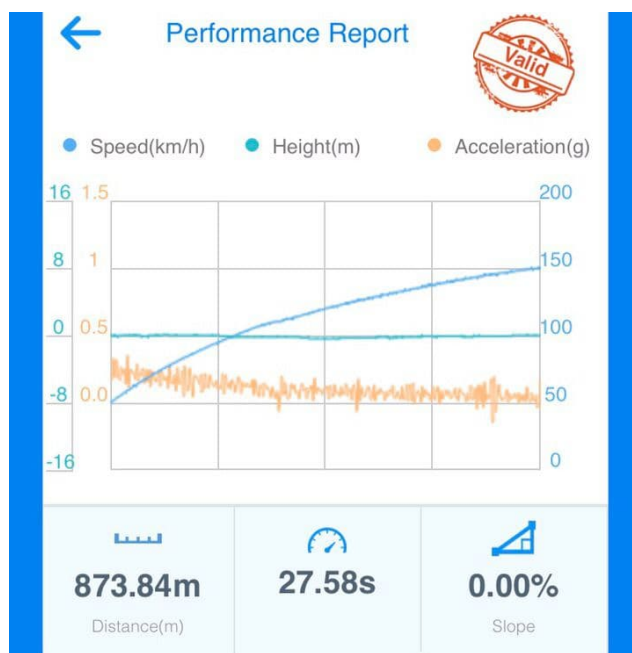 Performance Report
Valid
Speed(km/h) Height(m) Acceleration(g)
16 1.5 200
8 1 150
0 0.5 100
-8 0.0 50
-16 0
873.84m 27.58s 0.00%
Distance(m) Slope